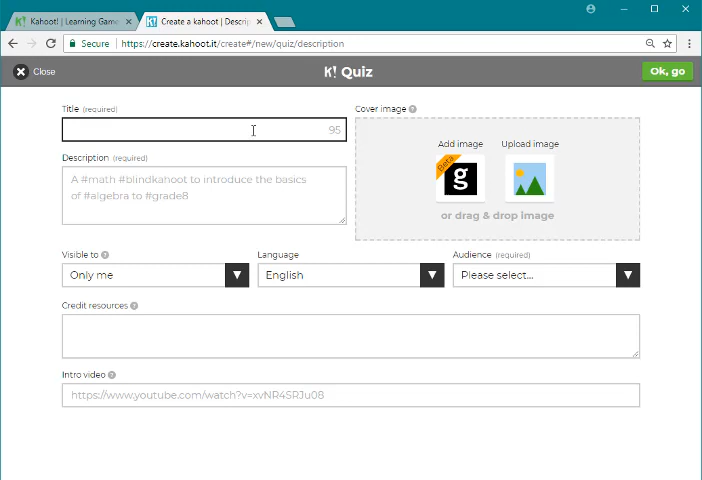 Kahoot! | Learning Game
Create a kahoot | Descrip
Secure
https://create.kahoot.it/create#/new/quiz/description
Close
K! Quiz
Ok, go
Title (required)
95
Cover image ?
Add image
Upload image
Beta
g
or drag & drop image
Description (required)
A #math #blindkahoot to introduce the basics
of #algebra to #grade8
Visible to ?
Language
Audience (required)
Only me
English
Please select...
Credit resources ?
Intro video ?
https://www.youtube.com/watch?v=xvNR4SRJu08